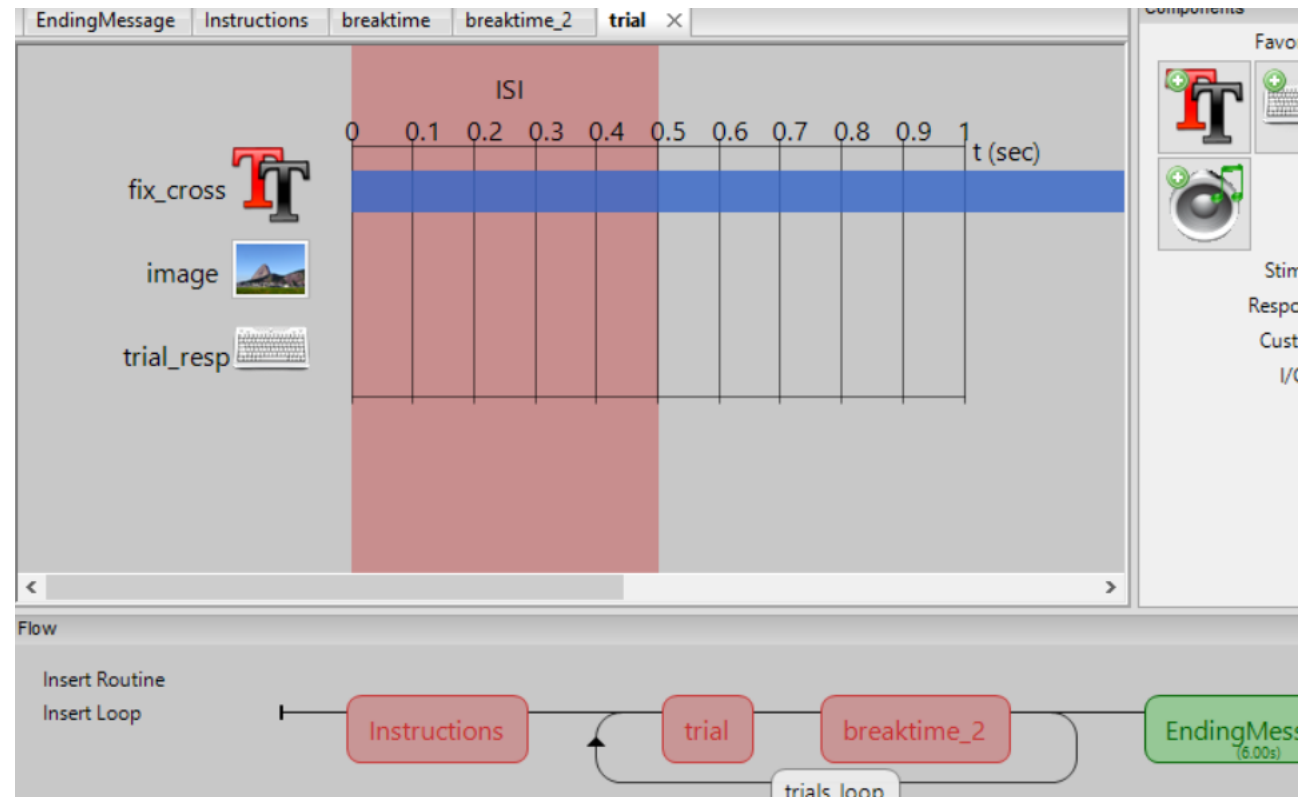 EndingMessage Instructions breaktime breaktime_2 trial
Components
Favo
ISI
0 0.1 0.2 0.3 0.4 0.5 0.6 0.7 0.8 0.9 1
t (sec)
fix_cross
image
trial_resp
Stim
Respo
Cust
I/O
Flow
Insert Routine
Insert Loop
Instructions trial breaktime_2 EndingMess
(6.00s)
trials_loop